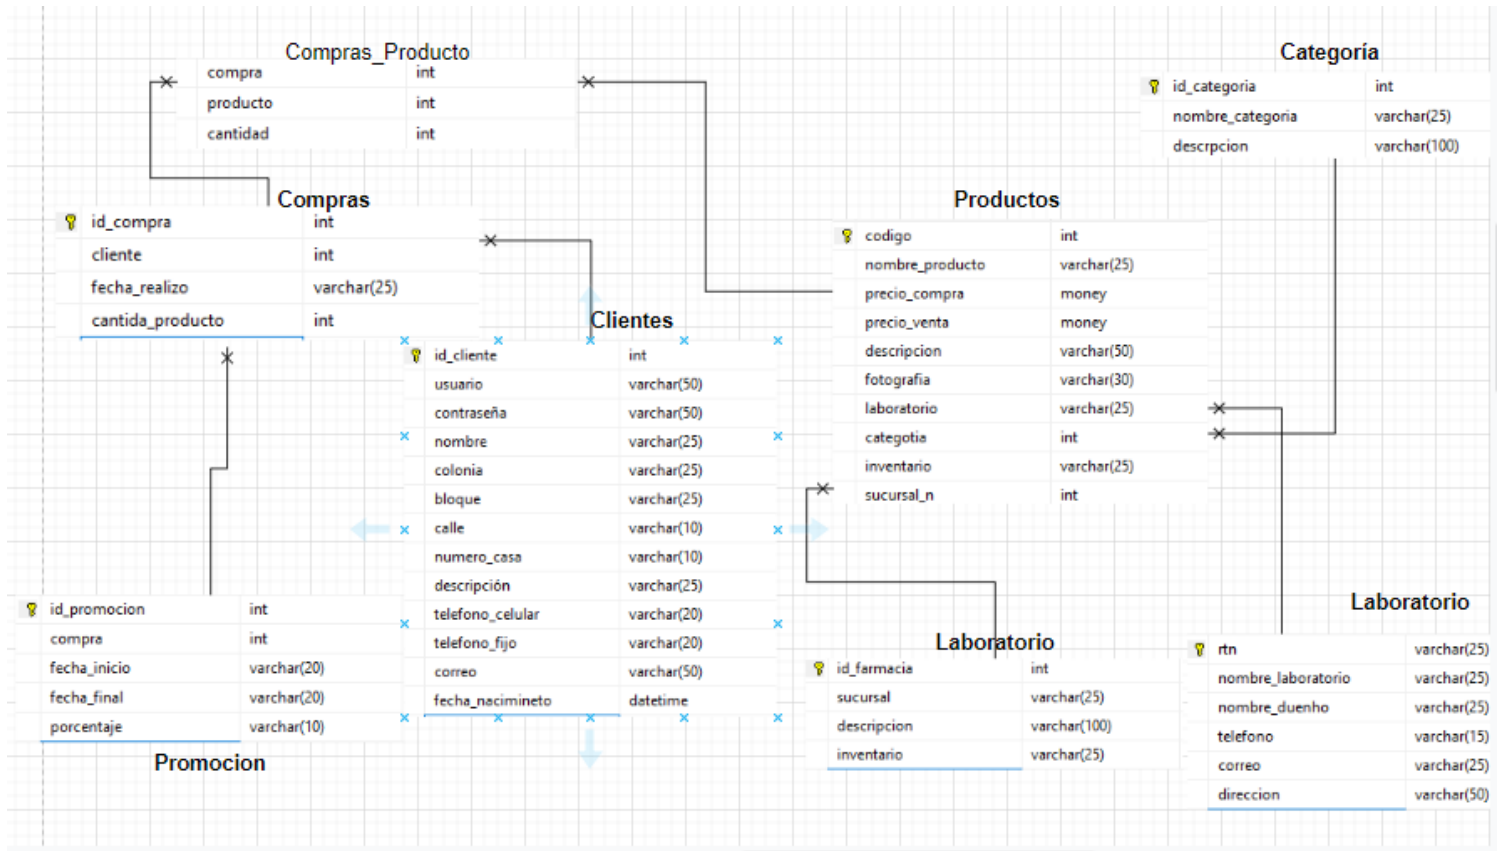 Compras_Producto
compra int
producto int
cantidad int
Categoría
id_categoria int
nombre_categoria varchar(25)
descrpcion varchar(100)
Compras
id_compra int
cliente int
fecha_realizo varchar(25)
cantida_producto int
Productos
codigo int
nombre_producto varchar(25)
precio_compra money
precio_venta money
descripcion varchar(50)
fotografia varchar(30)
laboratorio varchar(25)
categotia int
inventario varchar(25)
sucursal_n int
Clientes
id_cliente int
usuario varchar(50)
contraseña varchar(50)
nombre varchar(25)
colonia varchar(25)
bloque varchar(25)
calle varchar(10)
numero_casa varchar(10)
descripción varchar(25)
telefono_celular varchar(20)
telefono_fijo varchar(20)
correo varchar(50)
fecha_nacimineto datetime
id_promocion int
compra int
fecha_inicio varchar(20)
fecha_final varchar(20)
porcentaje varchar(10)
Promocion
Laboratorio
id_farmacia int
sucursal varchar(25)
descripcion varchar(100)
inventario varchar(25)
Laboratorio
rtn varchar(25)
nombre_laboratorio varchar(25)
nombre_duenho varchar(25)
telefono varchar(15)
correo varchar(25)
direccion varchar(50)